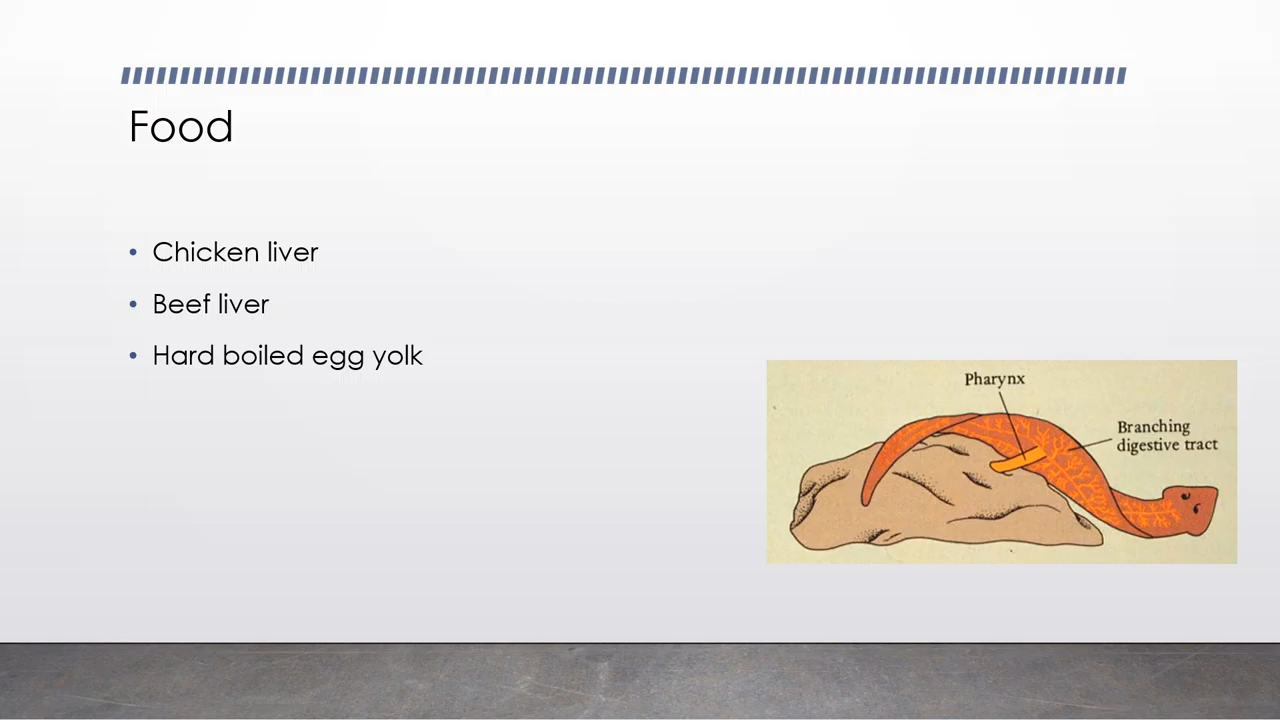 Food
• Chicken liver
• Beef liver
• Hard boiled egg yolk
Pharynx
Branching
digestive tract